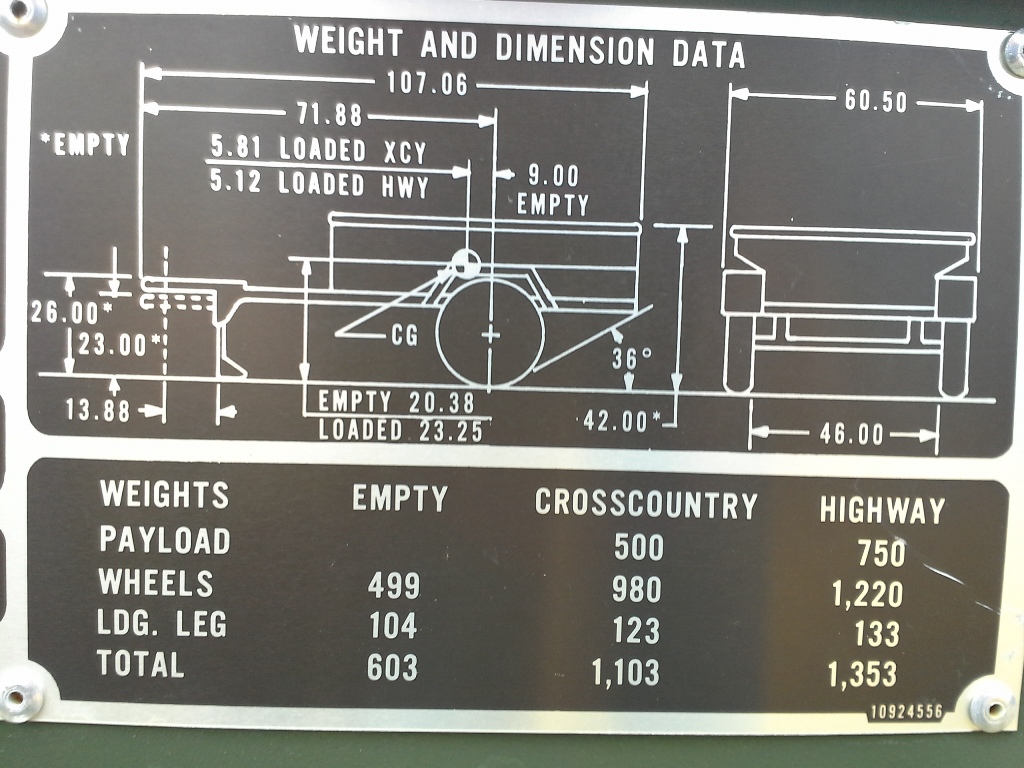 WEIGHT AND DIMENSION DATA
107.06
60.50
71.88
*EMPTY
5.81 LOADED XCY
5.12 LOADED HWY
9.00
EMPTY
26.00*
23.00*
CG
36°
13.88
EMPTY 20.38
LOADED 23.25
42.00*
46.00
WEIGHTS EMPTY CROSSCOUNTRY HIGHWAY
PAYLOAD 500 750
WHEELS 499 980 1,220
LDG. LEG 104 123 133
TOTAL 603 1,103 1,353
10924556